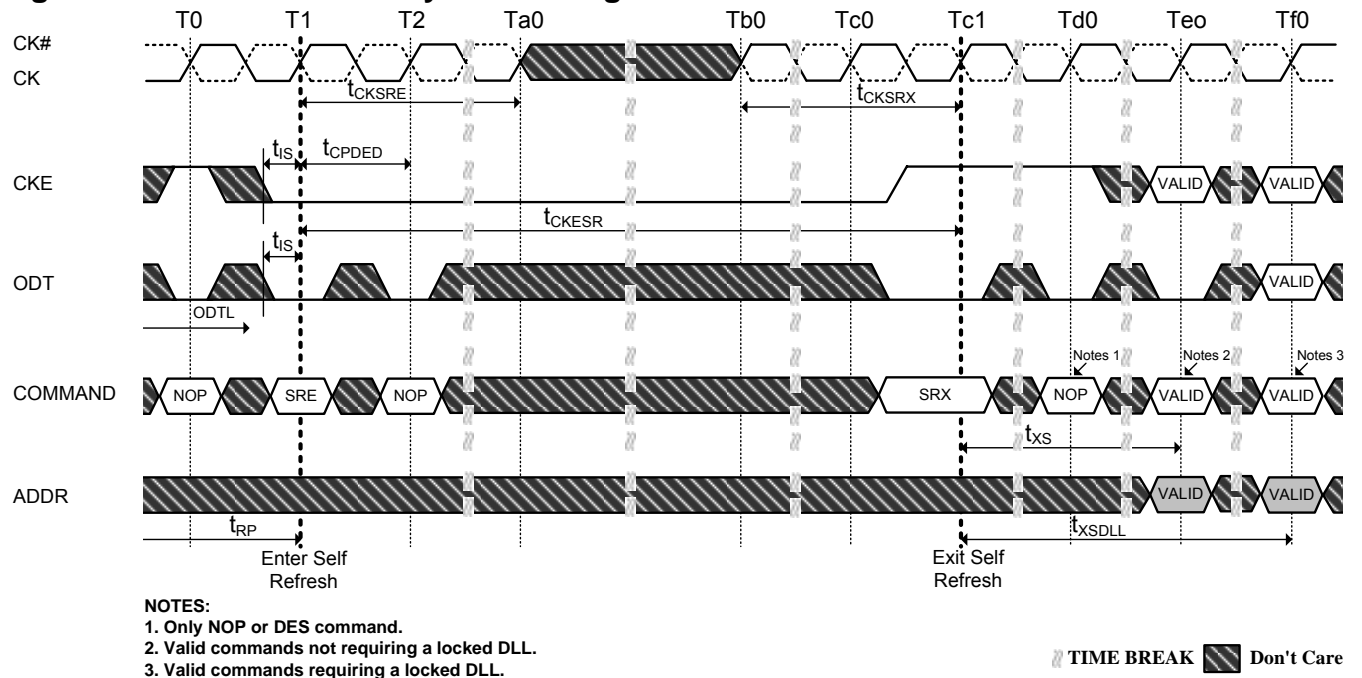 T0 T1 T2 Ta0 Tb0 Tc0 Tc1 Td0 Teo Tf0
CK#
CK
tCKSRE tCKSRX
tIS tCPDED
CKE VALID VALID
tCKESR
tIS
ODT VALID
ODTL
Notes 1 Notes 2 Notes 3
COMMAND NOP SRE NOP SRX NOP VALID VALID
tXS
ADDR VALID VALID
tRP tXSDLL
Enter Self Refresh
Exit Self Refresh
NOTES:
1. Only NOP or DES command.
2. Valid commands not requiring a locked DLL.
3. Valid commands requiring a locked DLL.
TIME BREAK Don't Care